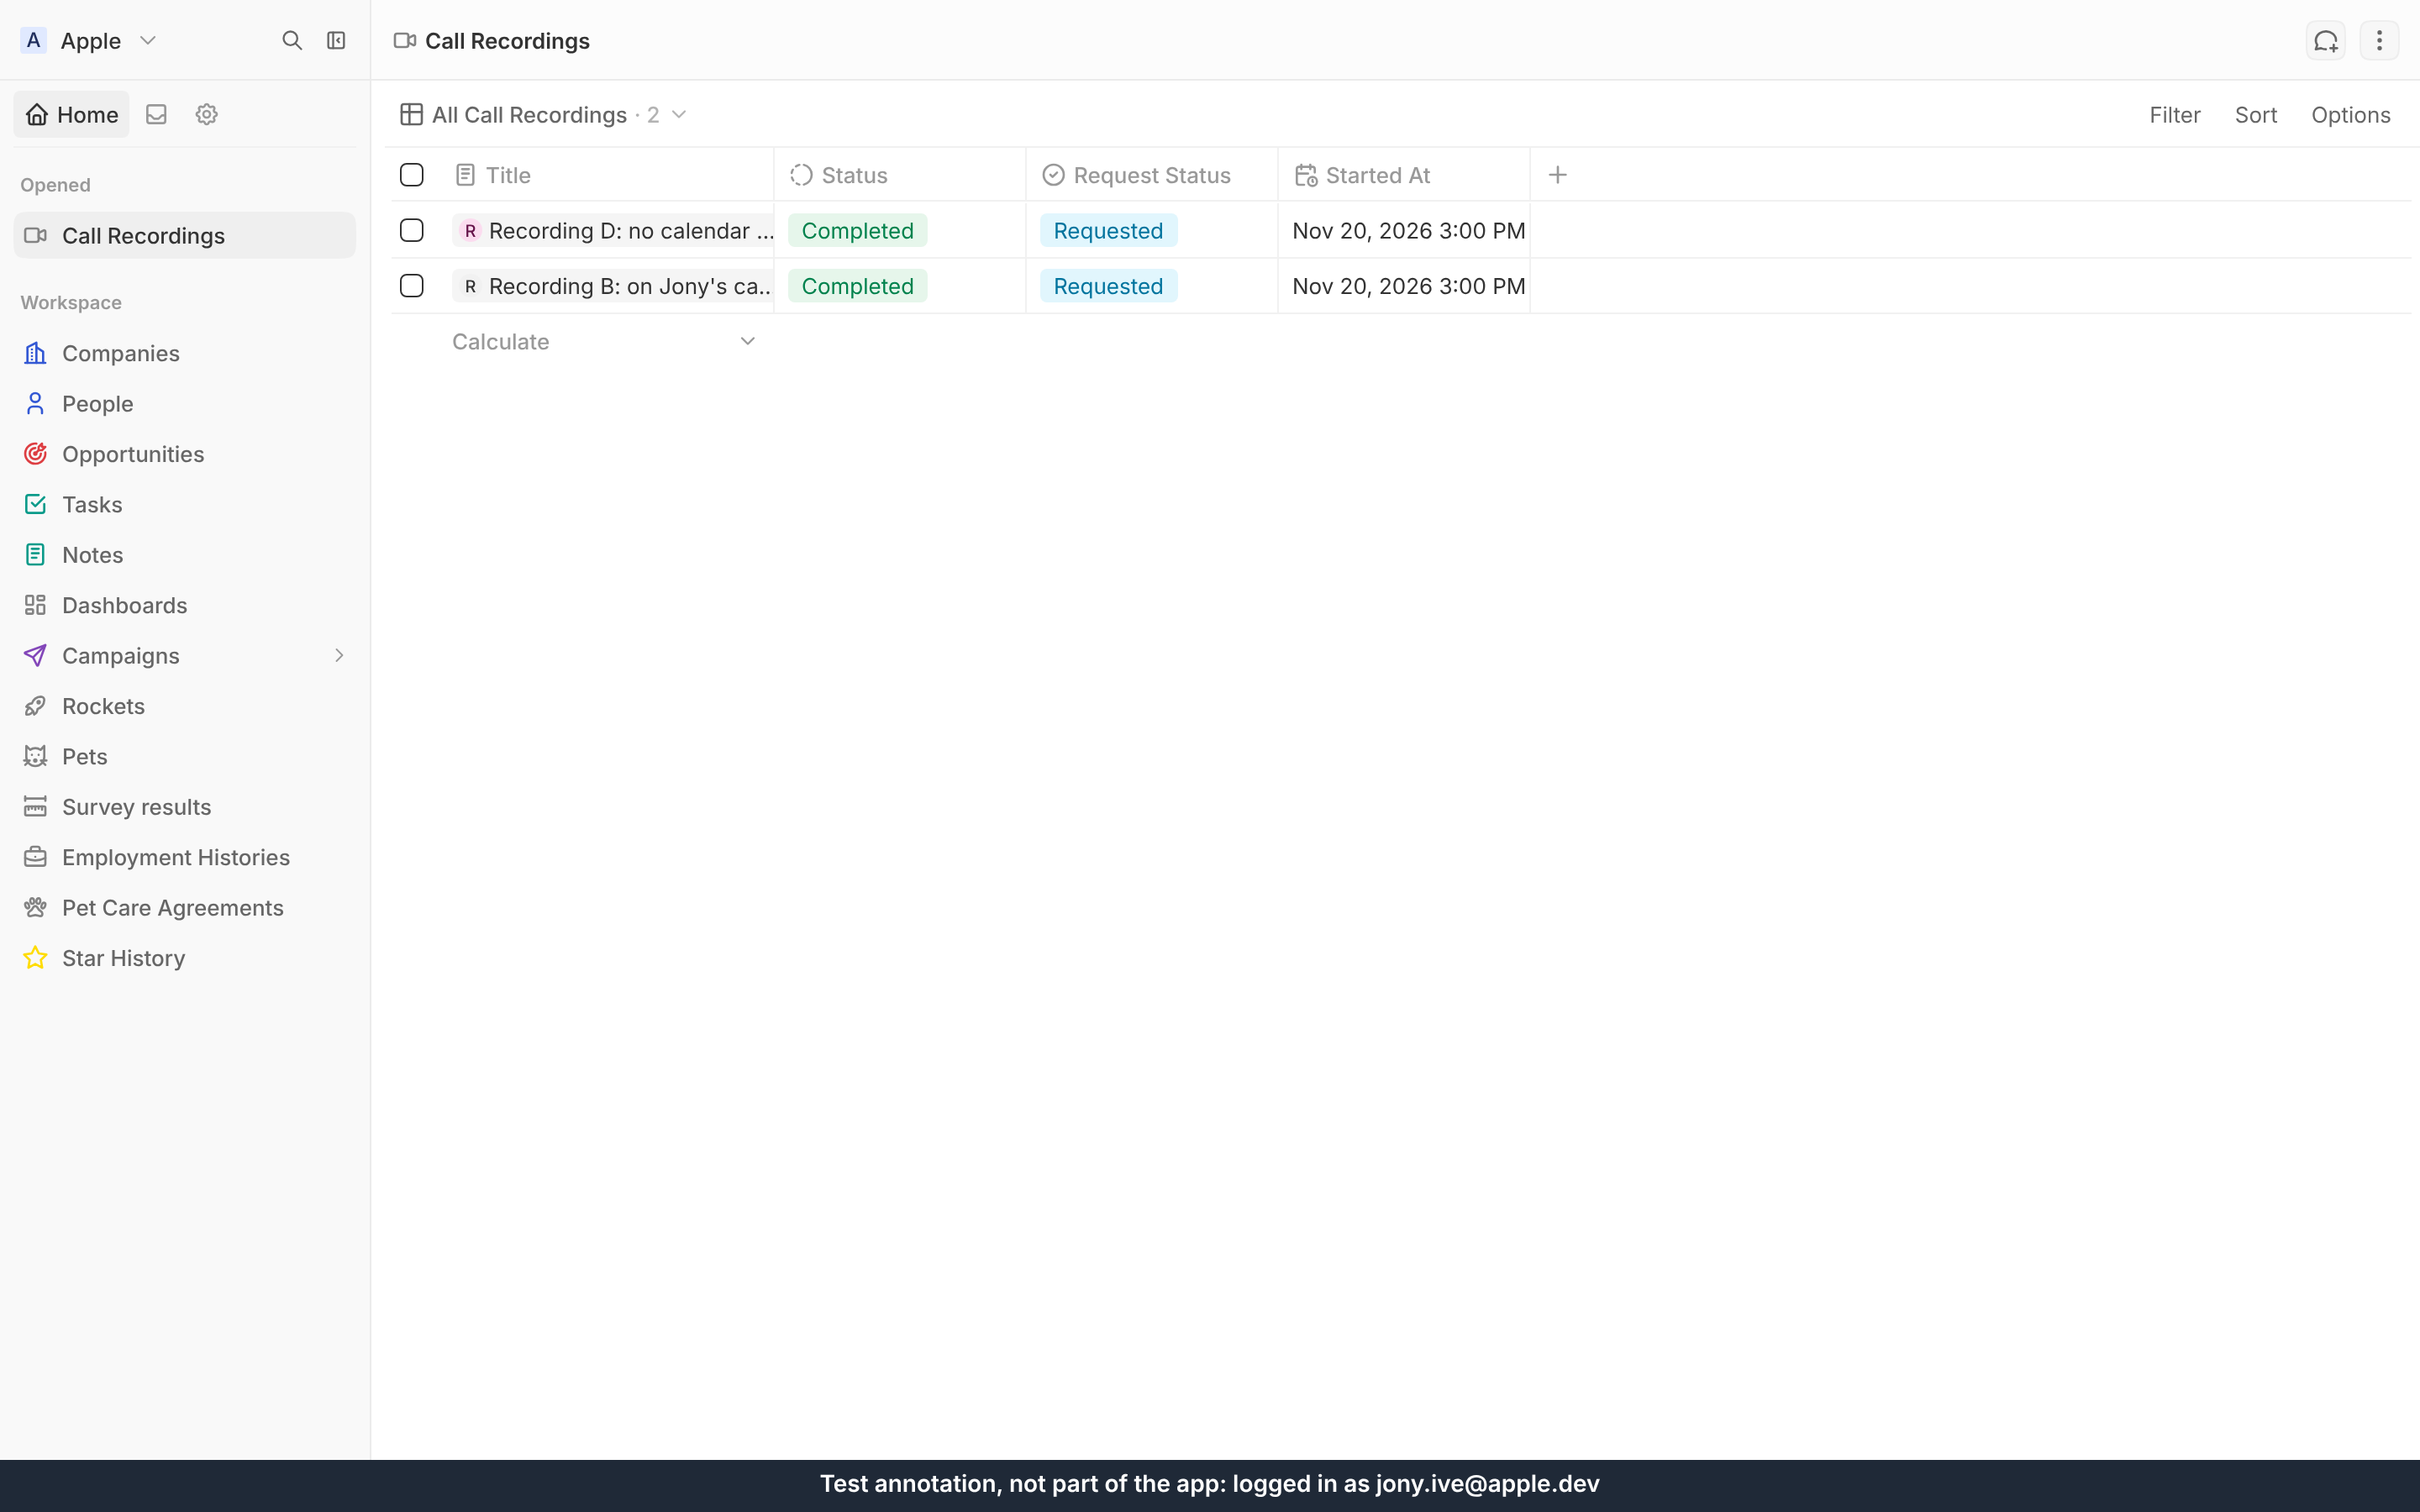 A Apple
Call Recordings
Home
Opened
Call Recordings
Workspace
Companies
People
Opportunities
Tasks
Notes
Dashboards
Campaigns
Rockets
Pets
Survey results
Employment Histories
Pet Care Agreements
Star History
All Call Recordings · 2
Filter Sort Options
Title Status Request Status Started At
R Recording D: no calendar ... Completed Requested Nov 20, 2026 3:00 PM
R Recording B: on Jony's ca... Completed Requested Nov 20, 2026 3:00 PM
Calculate
Test annotation, not part of the app: logged in as jony.ive@apple.dev